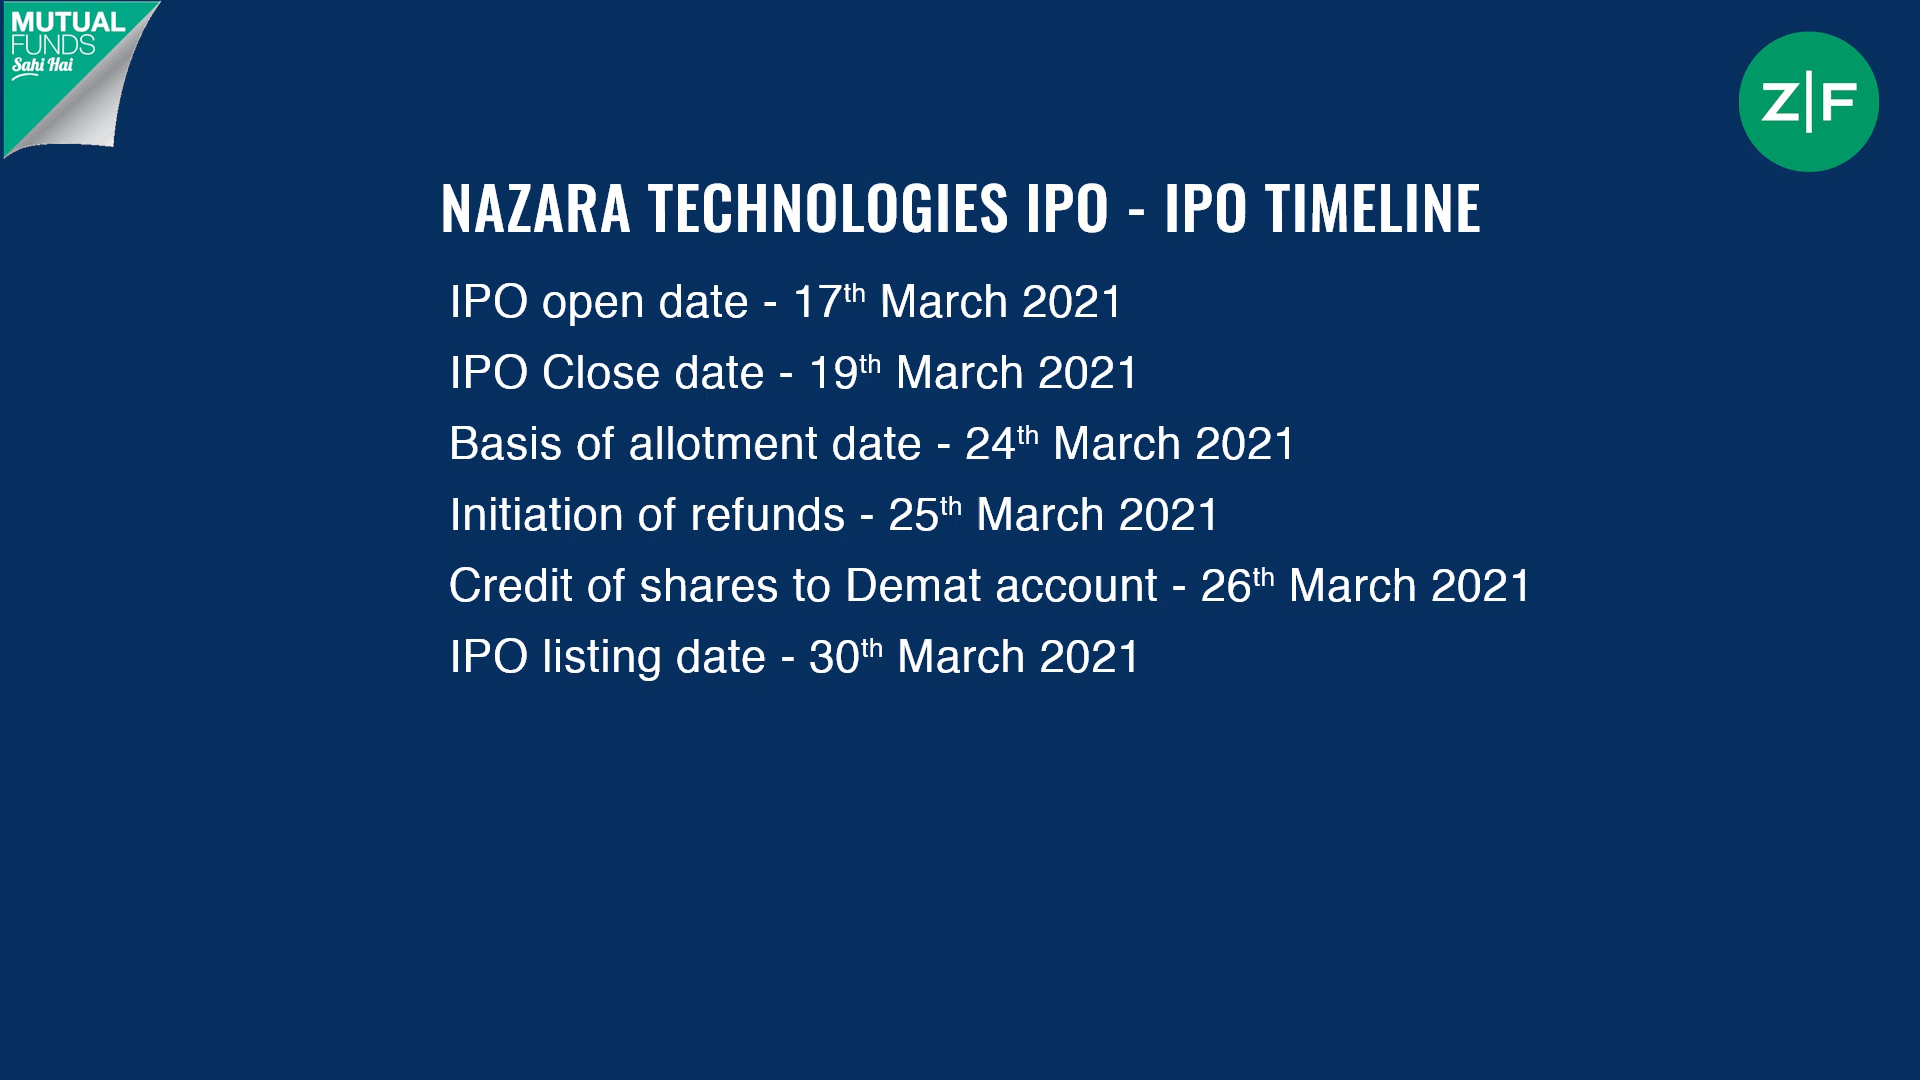 MUTUAL
FUNDS
Sahi Hai
Z|F
NAZARA TECHNOLOGIES IPO - IPO TIMELINE
IPO open date - 17th March 2021
IPO Close date - 19th March 2021
Basis of allotment date - 24th March 2021
Initiation of refunds - 25th March 2021
Credit of shares to Demat account - 26th March 2021
IPO listing date - 30th March 2021